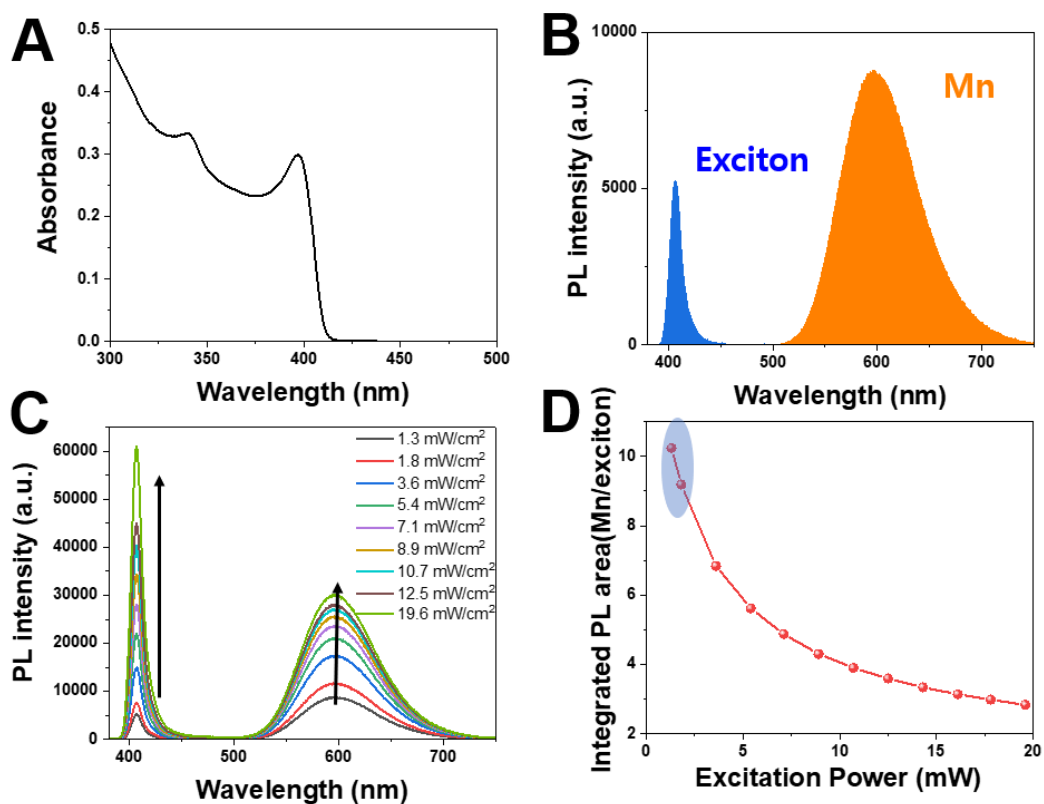 A
Absorbance
0.5
0.4
0.3
0.2
0.1
0.0
300
350
400
450
500
Wavelength (nm)
B
PL intensity (a.u.)
10000
5000
0
Exciton
Mn
400
500
600
700
Wavelength (nm)
C
PL intensity (a.u.)
60000
50000
40000
30000
20000
10000
0
1.3 mW/cm²
1.8 mW/cm²
3.6 mW/cm²
5.4 mW/cm²
7.1 mW/cm²
8.9 mW/cm²
10.7 mW/cm²
12.5 mW/cm²
19.6 mW/cm²
400
500
600
700
Wavelength (nm)
D
Integrated PL area(Mn/exciton)
10
8
6
4
2
0
5
10
15
20
Excitation Power (mW)